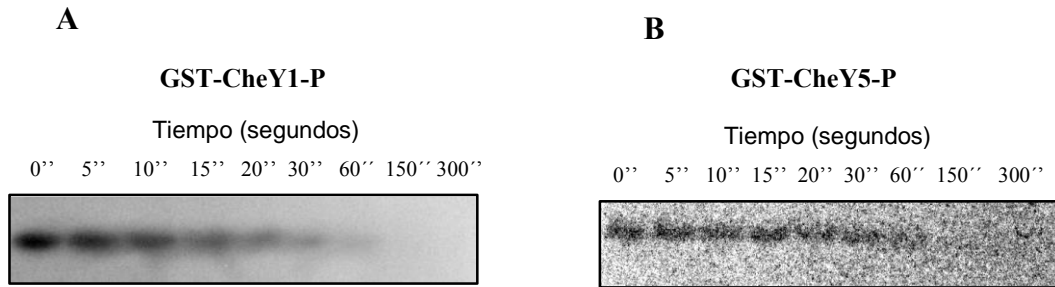 A
GST-CheY1-P
Tiempo (segundos)
0’’ 5’’ 10’’ 15’’ 20’’ 30’’ 60´´ 150´´ 300’’
B
GST-CheY5-P
Tiempo (segundos)
0’’ 5’’ 10’’ 15’’ 20’’ 30’’ 60´´ 150´´ 300’’